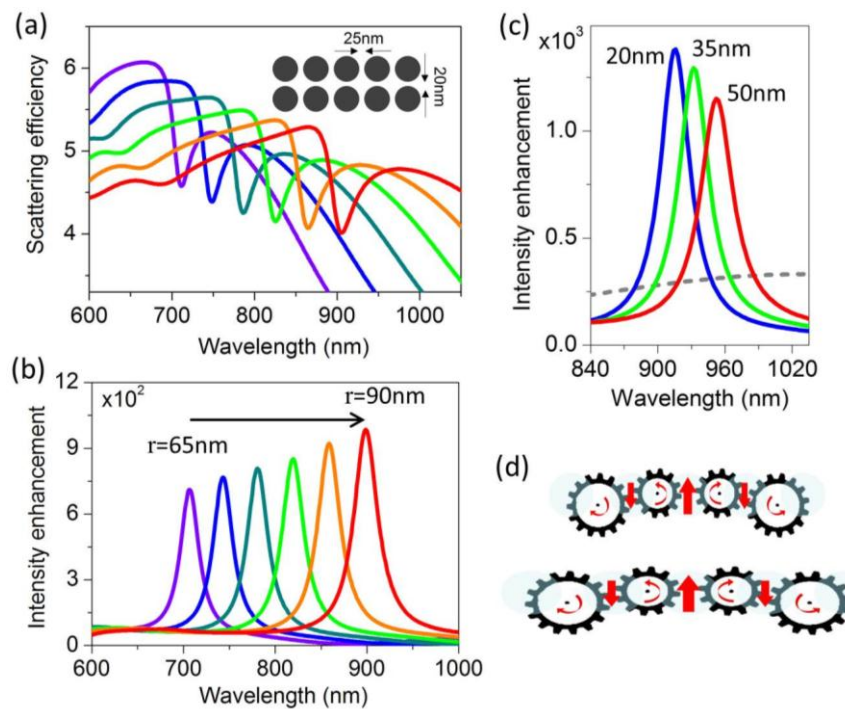 (a)
Scattering efficiency
6
5
4
25nm
20nm
600 700 800 900 1000
Wavelength (nm)
(b)
Intensity enhancement
x10²
12
9
6
3
0
r=65nm
r=90nm
600 700 800 900 1000
Wavelength (nm)
(c)
x10³
Intensity enhancement
1.0
0.5
0.0
20nm
35nm
50nm
840 900 960 1020
Wavelength (nm)
(d)